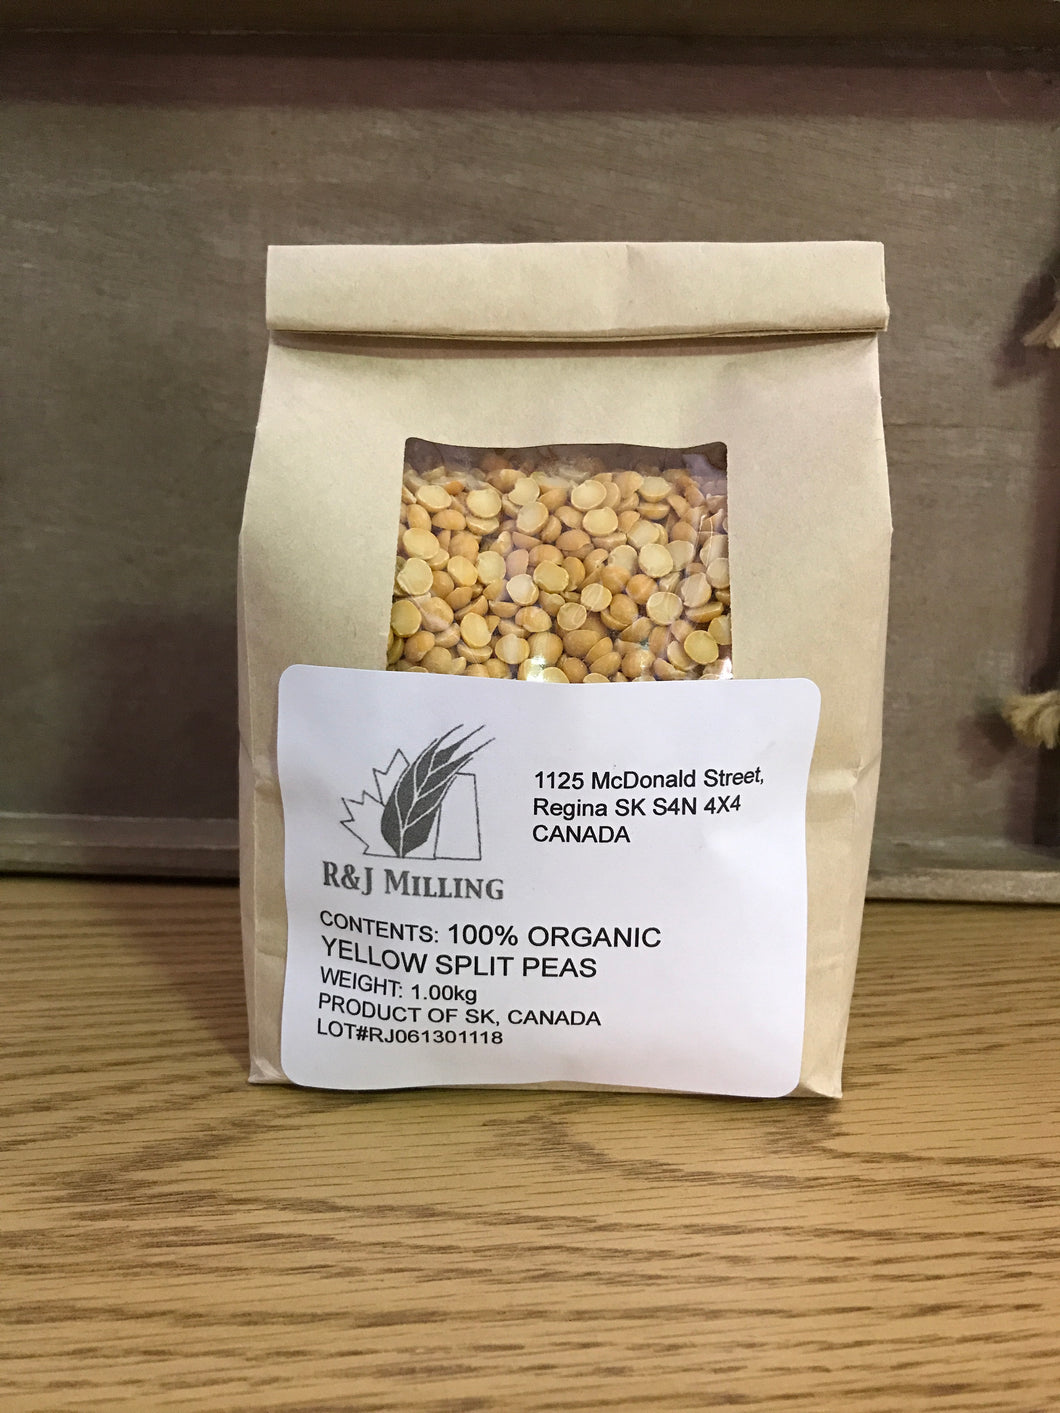 1125 McDonald Street,
Regina SK S4N 4X4
CANADA
R&J MILLING
CONTENTS: 100% ORGANIC
YELLOW SPLIT PEAS
WEIGHT: 1.00kg
PRODUCT OF SK, CANADA
LOT#RJ061301118